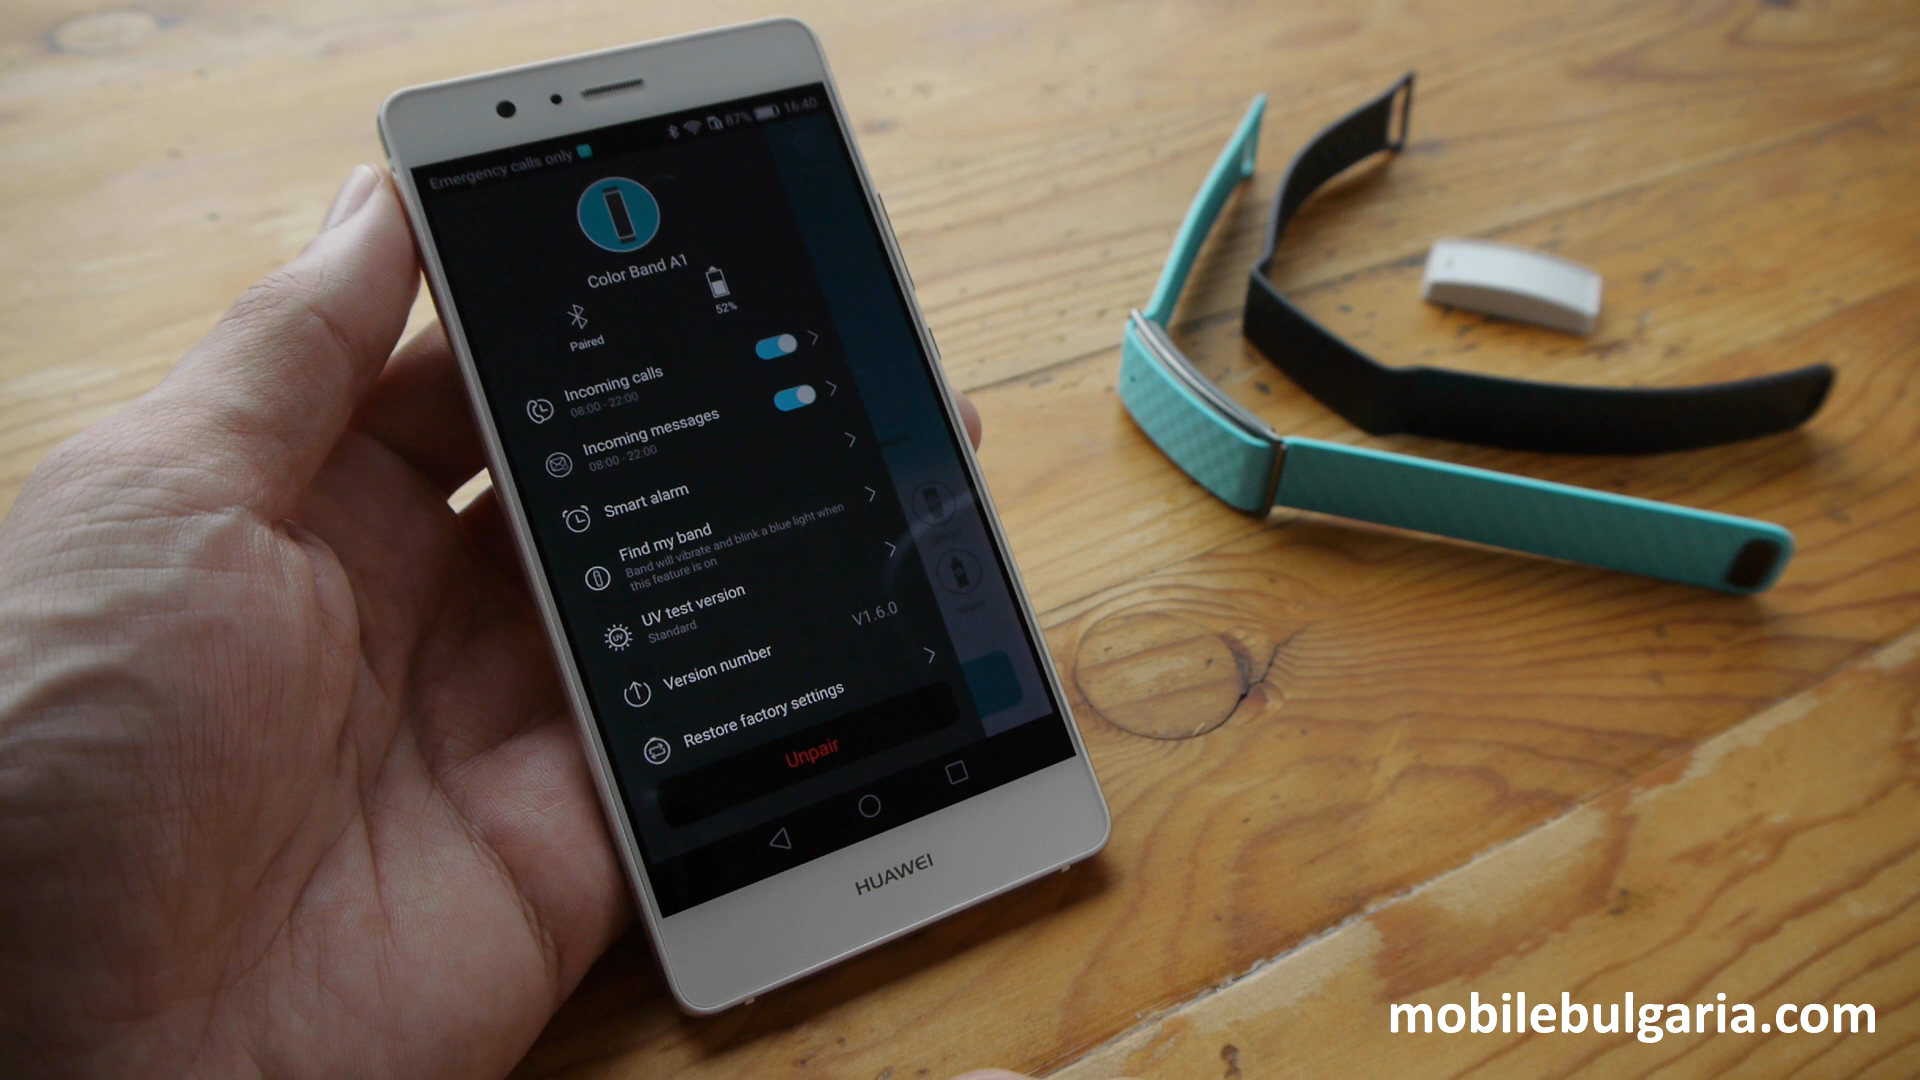 Emergency calls only
87% 16:40
Color Band A1
Paired
52%
Incoming calls
08:00 - 22:00
Incoming messages
08:00 - 22:00
Smart alarm
Find my band
Band will vibrate and blink a blue light when
this feature is on
UV test version
Standard
Version number
V1.6.0
Restore factory settings
Unpair
HUAWEI
mobilebulgaria.com